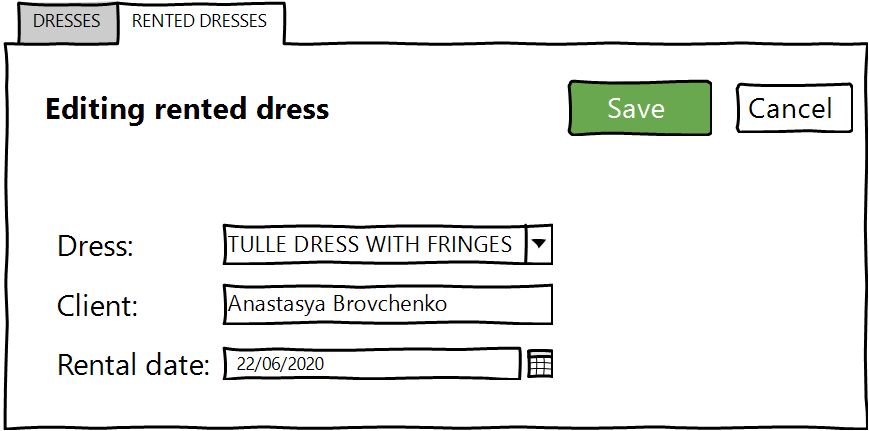 DRESSES RENTED DRESSES
Editing rented dress Save Cancel
Dress: TULLE DRESS WITH FRINGES
Client: Anastasya Brovchenko
Rental date: 22/06/2020